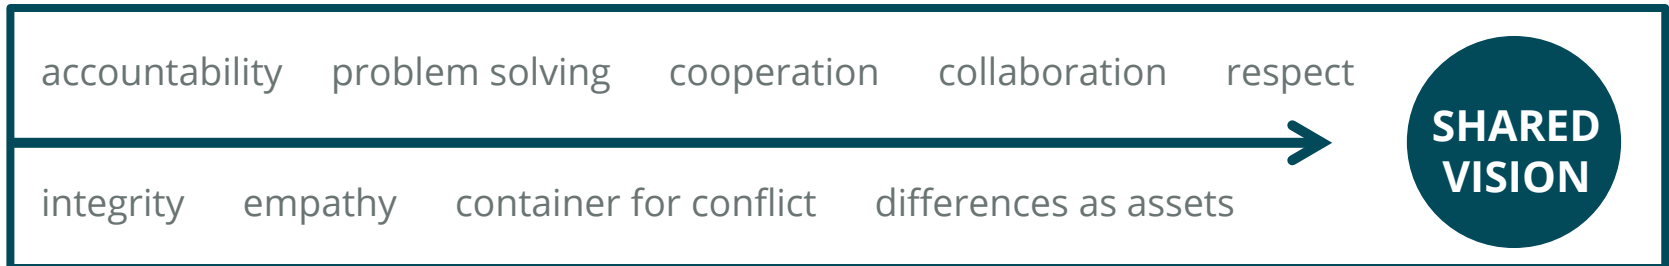 accountability problem solving cooperation collaboration respect
SHARED
VISION
integrity empathy container for conflict differences as assets